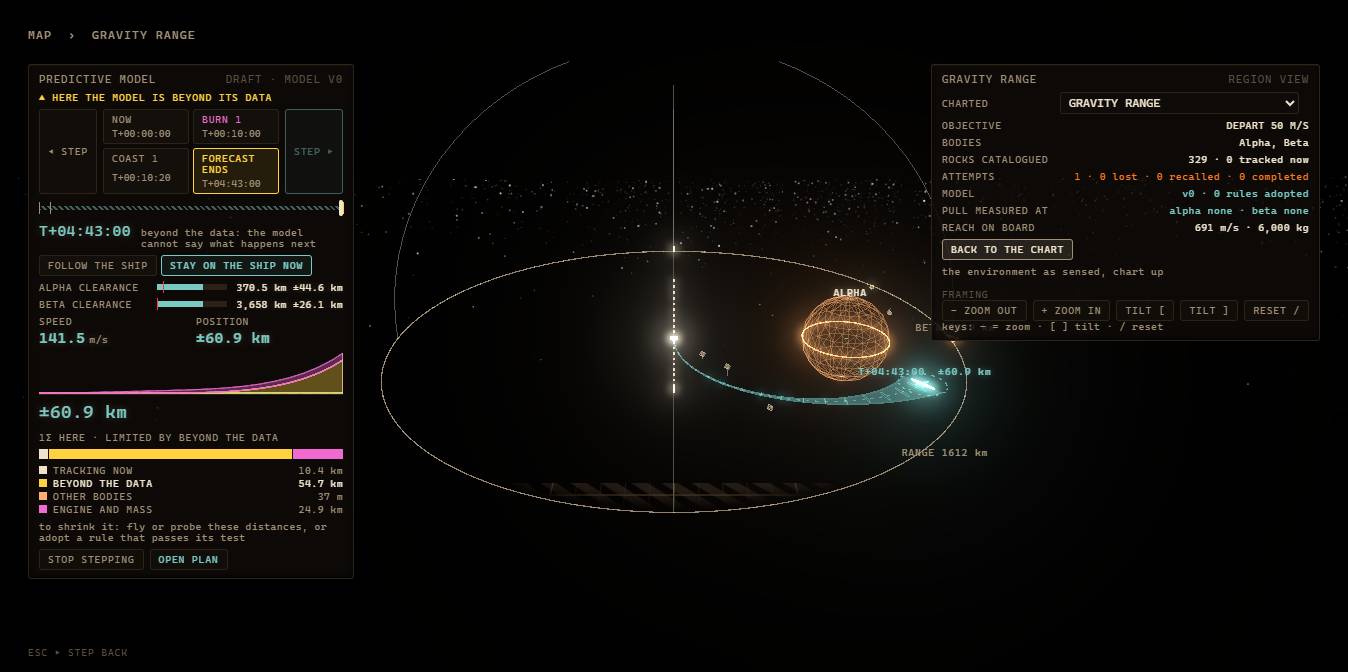 MAP › GRAVITY RANGE
PREDICTIVE MODEL DRAFT · MODEL V0
▲ HERE THE MODEL IS BEYOND ITS DATA
◂ STEP
NOW
T+00:00:00
BURN 1
T+00:10:00
STEP ▸
COAST 1
T+00:10:20
FORECAST
ENDS
T+04:43:00
T+04:43:00 beyond the data: the model
cannot say what happens next
FOLLOW THE SHIP STAY ON THE SHIP NOW
ALPHA CLEARANCE 370.5 km ±44.6 km
BETA CLEARANCE 3,658 km ±26.1 km
SPEED POSITION
141.5 m/s ±60.9 km
±60.9 km
1Σ HERE · LIMITED BY BEYOND THE DATA
TRACKING NOW 10.4 km
BEYOND THE DATA 54.7 km
OTHER BODIES 37 m
ENGINE AND MASS 24.9 km
to shrink it: fly or probe these distances, or
adopt a rule that passes its test
STOP STEPPING OPEN PLAN
ESC ▸ STEP BACK
ALPHA
T+04:43:00 ±60.9 km
RANGE 1612 km
GRAVITY RANGE REGION VIEW
CHARTED GRAVITY RANGE
OBJECTIVE DEPART 50 M/S
BODIES Alpha, Beta
ROCKS CATALOGUED 329 · 0 tracked now
ATTEMPTS 1 · 0 lost · 0 recalled · 0 completed
MODEL v0 · 0 rules adopted
PULL MEASURED AT alpha none · beta none
REACH ON BOARD 691 m/s · 6,000 kg
BACK TO THE CHART
the environment as sensed, chart up
FRAMING
− ZOOM OUT + ZOOM IN TILT [ TILT ] RESET /
keys: − = zoom · [ ] tilt · / reset